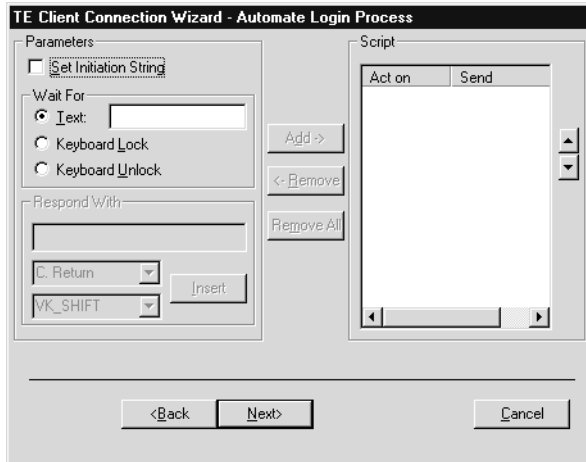 TE Client Connection Wizard - Automate Login Process
Parameters
Set Initiation String
Wait For
Text:
Keyboard Lock
Keyboard Unlock
Respond With
C. Return
VK_SHIFT
Insert
Add ->
<- Remove
Remove All
Script
Act on Send
<Back Next> Cancel